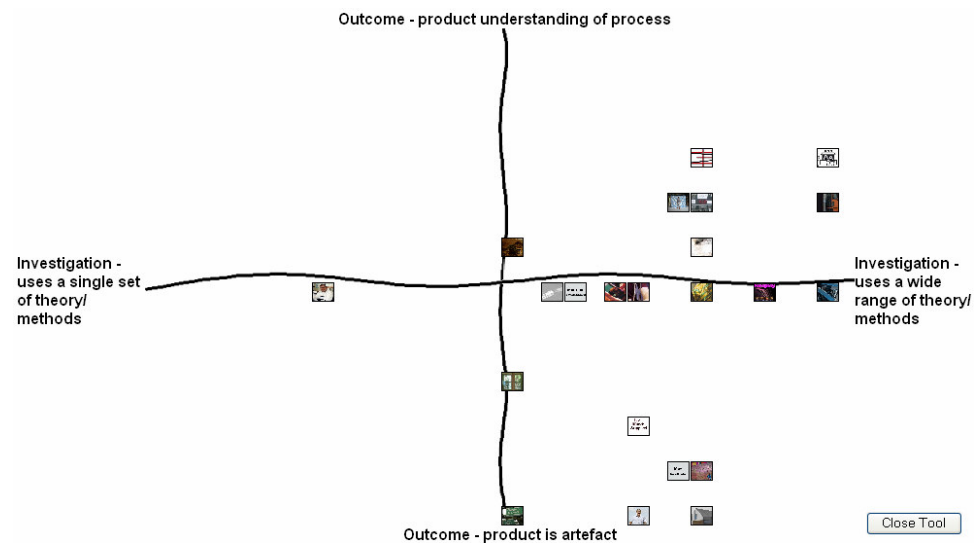 Outcome - product understanding of process
Investigation -
uses a single set
of theory/
methods
Investigation -
uses a wide
range of theory/
methods
Outcome - product is artefact
Close Tool